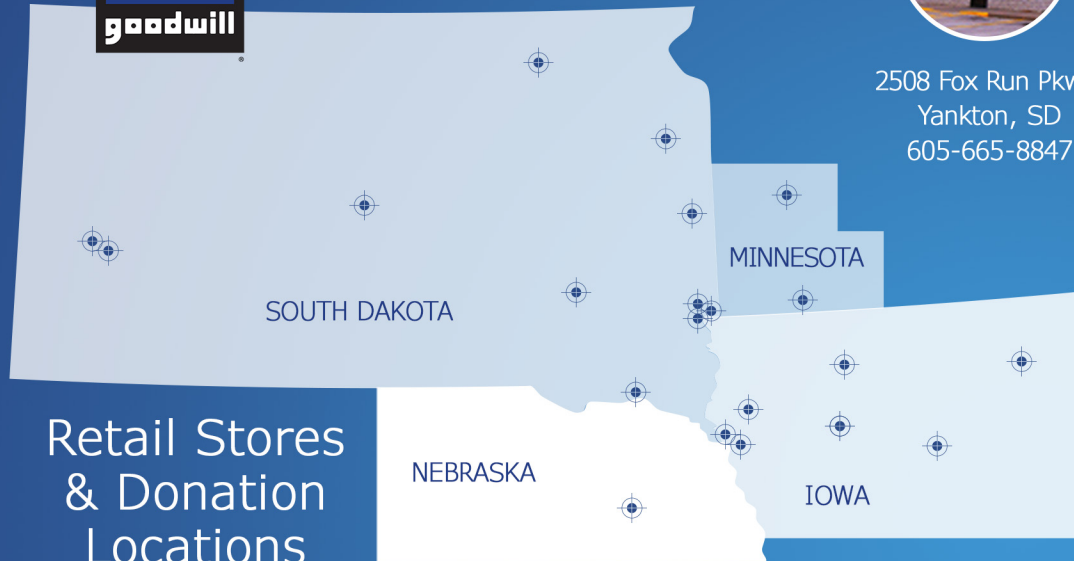 goodwill
®
2508 Fox Run Pkw
Yankton, SD
605-665-8847
MINNESOTA
SOUTH DAKOTA
NEBRASKA
IOWA
Retail Stores
& Donation
Locations